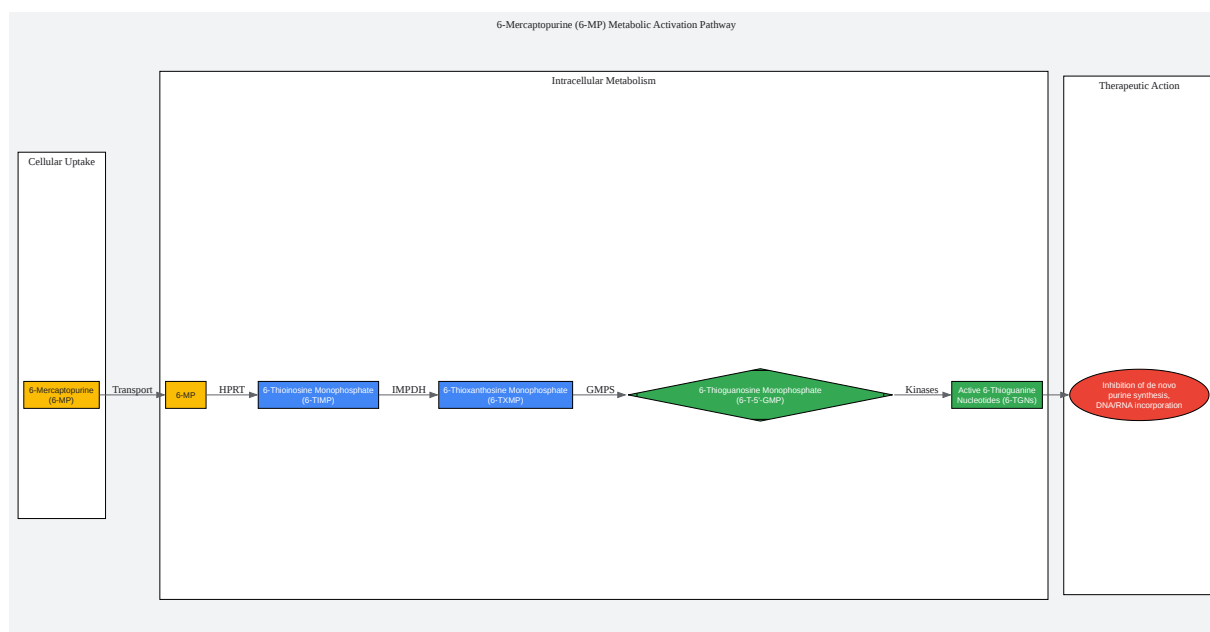 6-Mercaptopurine (6-MP) Metabolic Activation Pathway
Cellular Uptake
6-Mercaptopurine
(6-MP)
Transport
Intracellular Metabolism
6-MP
HPRT
6-Thioinosine Monophosphate
(6-TIMP)
IMPDH
6-Thioxanthosine Monophosphate
(6-TXMP)
GMPS
6-Thioguanosine Monophosphate
(6-T-5'-GMP)
Kinases
Active 6-Thioguanine
Nucleotides (6-TGNs)
Therapeutic Action
Inhibition of de novo
purine synthesis,
DNA/RNA incorporation